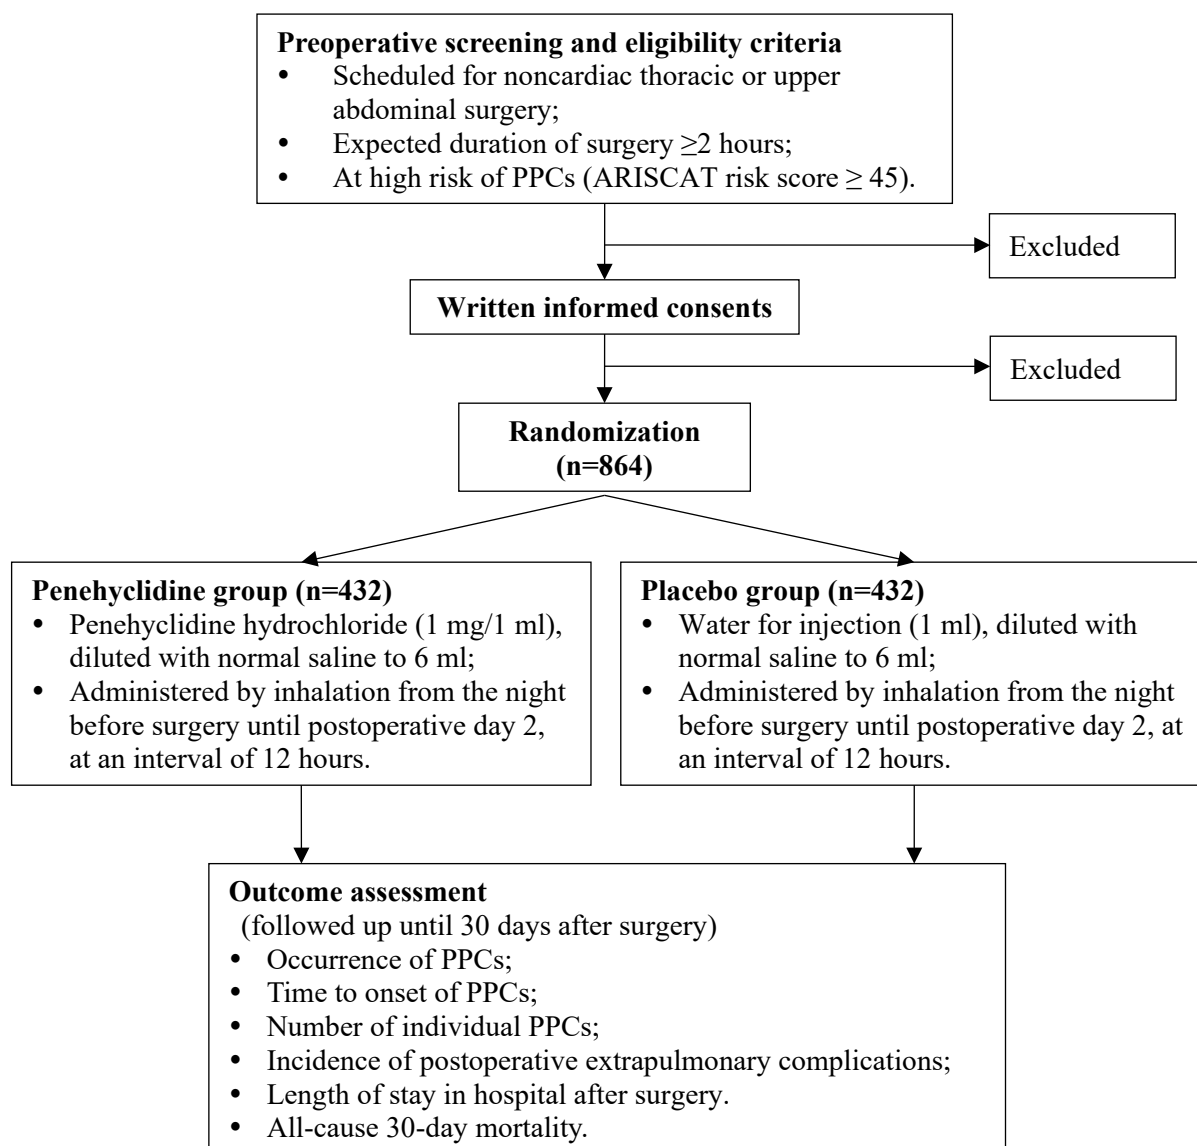 Preoperative screening and eligibility criteria
• Scheduled for noncardiac thoracic or upper
abdominal surgery;
• Expected duration of surgery ≥2 hours;
• At high risk of PPCs (ARISCAT risk score ≥ 45).
Excluded
Written informed consents
Excluded
Randomization
(n=864)
Penehyclidine group (n=432)
• Penehyclidine hydrochloride (1 mg/1 ml),
diluted with normal saline to 6 ml;
• Administered by inhalation from the night
before surgery until postoperative day 2,
at an interval of 12 hours.
Placebo group (n=432)
• Water for injection (1 ml), diluted with
normal saline to 6 ml;
• Administered by inhalation from the night
before surgery until postoperative day 2, at
an interval of 12 hours.
Outcome assessment
(followed up until 30 days after surgery)
• Occurrence of PPCs;
• Time to onset of PPCs;
• Number of individual PPCs;
• Incidence of postoperative extrapulmonary complications;
• Length of stay in hospital after surgery.
• All-cause 30-day mortality.